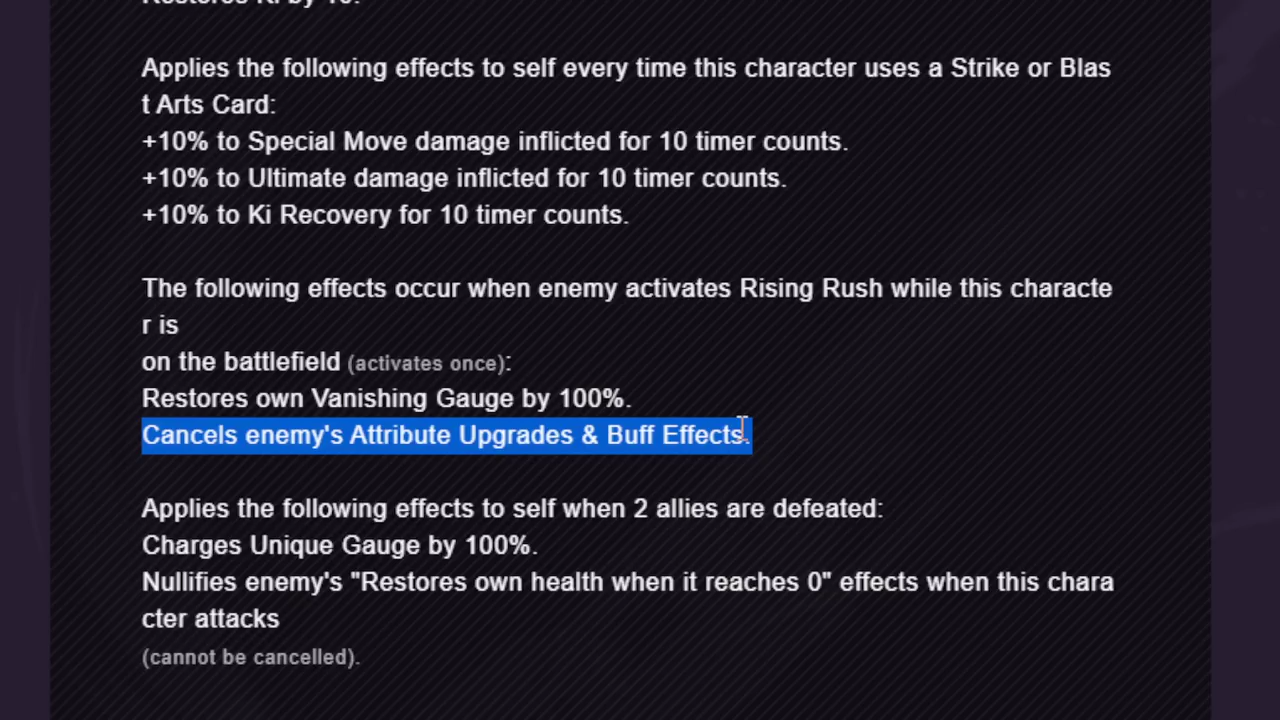 Restores Ki by 10.
Applies the following effects to self every time this character uses a Strike or Blas
t Arts Card:
+10% to Special Move damage inflicted for 10 timer counts.
+10% to Ultimate damage inflicted for 10 timer counts.
+10% to Ki Recovery for 10 timer counts.
The following effects occur when enemy activates Rising Rush while this characte
r is
on the battlefield (activates once):
Restores own Vanishing Gauge by 100%.
Cancels enemy's Attribute Upgrades & Buff Effects.
Applies the following effects to self when 2 allies are defeated:
Charges Unique Gauge by 100%.
Nullifies enemy's "Restores own health when it reaches 0" effects when this chara
cter attacks
(cannot be cancelled).